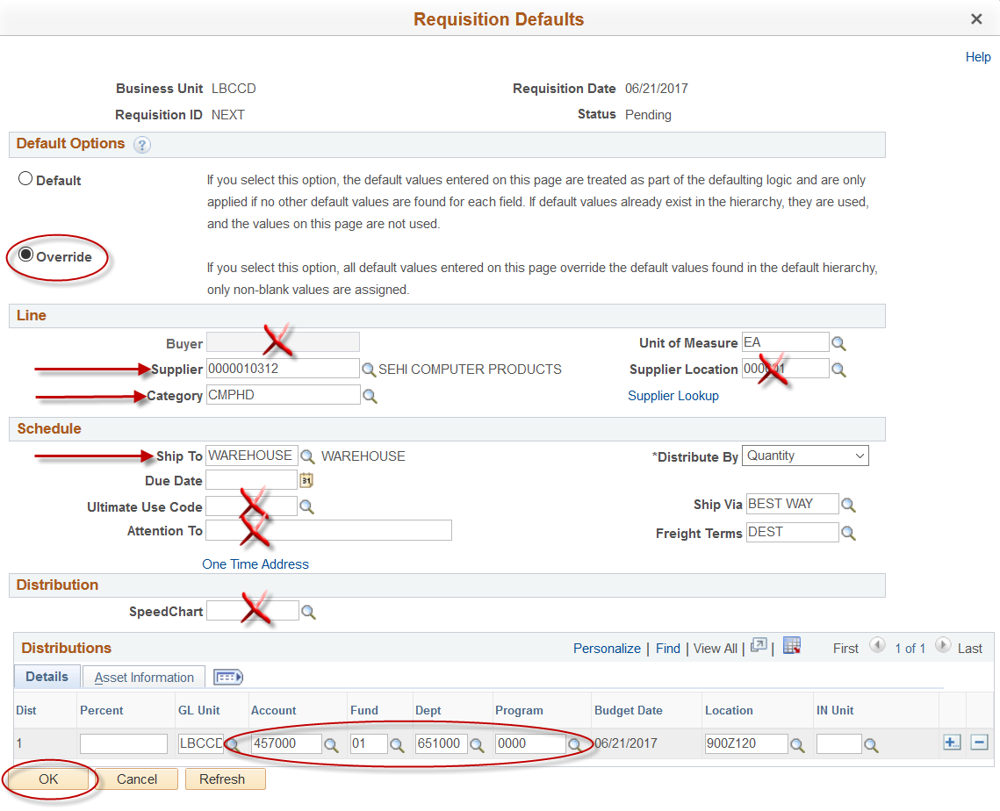 Requisition Defaults
Help
Business Unit LBCCD Requisition Date 06/21/2017
Requisition ID NEXT Status Pending
Default Options ?
Default If you select this option, the default values entered on this page are treated as part of the defaulting logic and are only
applied if no other default values are found for each field. If default values already exist in the hierarchy, they are used,
and the values on this page are not used.
Override If you select this option, all default values entered on this page override the default values found in the default hierarchy,
only non-blank values are assigned.
Line
Buyer Unit of Measure EA
Supplier 0000010312 SEHI COMPUTER PRODUCTS Supplier Location 000001
Category CMPHD Supplier Lookup
Schedule
Ship To WAREHOUSE WAREHOUSE *Distribute By Quantity
Due Date 31
Ultimate Use Code Ship Via BEST WAY
Attention To Freight Terms DEST
One Time Address
Distribution
SpeedChart
Distributions Personalize | Find | View All | | First 1 of 1 Last
Details Asset Information
Dist Percent GL Unit Account Fund Dept Program Budget Date Location IN Unit
1 LBCCD 457000 01 651000 0000 06/21/2017 900Z120
OK Cancel Refresh